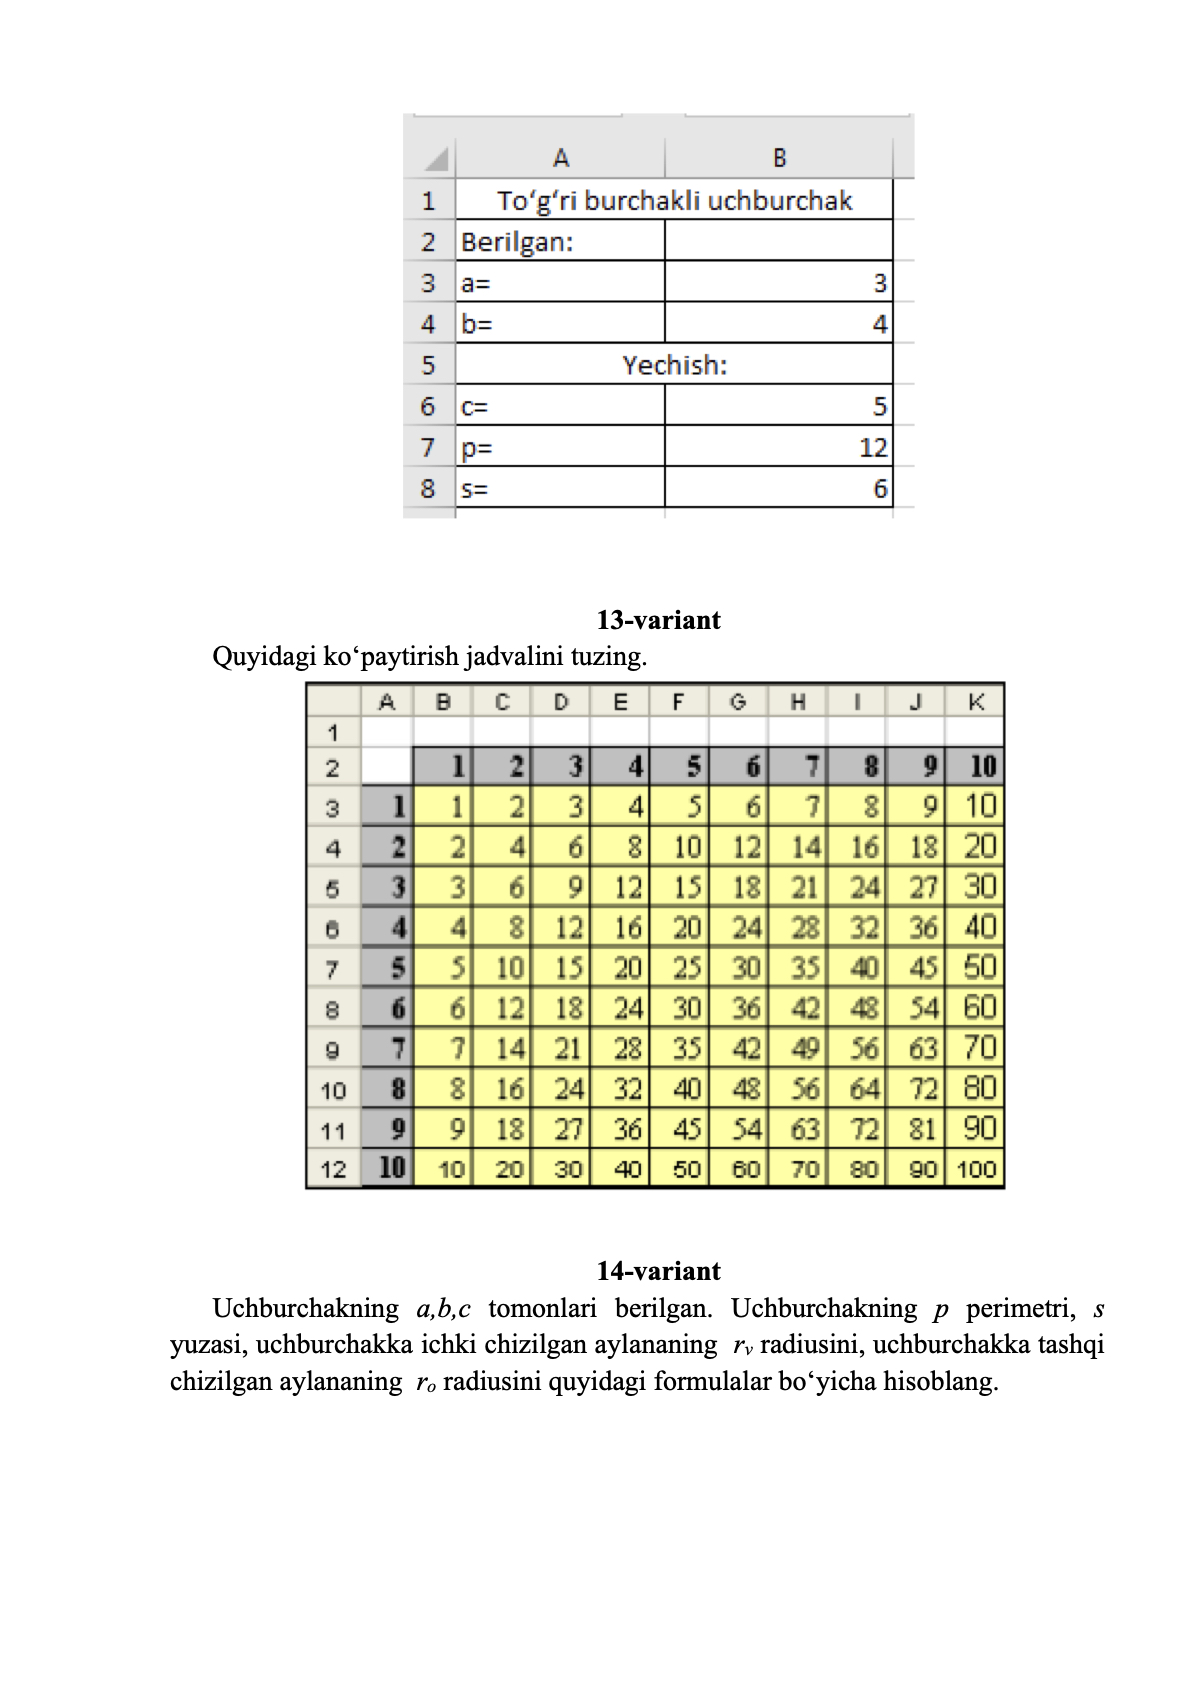 A B
1 To‘g‘ri burchakli uchburchak
2 Berilgan:
3 a= 3
4 b= 4
5 Yechish:
6 c= 5
7 p= 12
8 s= 6
13-variant
Quyidagi ko‘paytirish jadvalini tuzing.
A B C D E F G H I J K
1
2 1 2 3 4 5 6 7 8 9 10
3 1 1 2 3 4 5 6 7 8 9 10
4 2 2 4 6 8 10 12 14 16 18 20
5 3 3 6 9 12 15 18 21 24 27 30
6 4 4 8 12 16 20 24 28 32 36 40
7 5 5 10 15 20 25 30 35 40 45 50
8 6 6 12 18 24 30 36 42 48 54 60
9 7 7 14 21 28 35 42 49 56 63 70
10 8 8 16 24 32 40 48 56 64 72 80
11 9 9 18 27 36 45 54 63 72 81 90
12 10 10 20 30 40 50 60 70 80 90 100
14-variant
Uchburchakning a,b,c tomonlari berilgan. Uchburchakning p perimetri, s
yuzasi, uchburchakka ichki chizilgan aylananing rv radiusini, uchburchakka tashqi
chizilgan aylananing ro radiusini quyidagi formulalar bo‘yicha hisoblang.